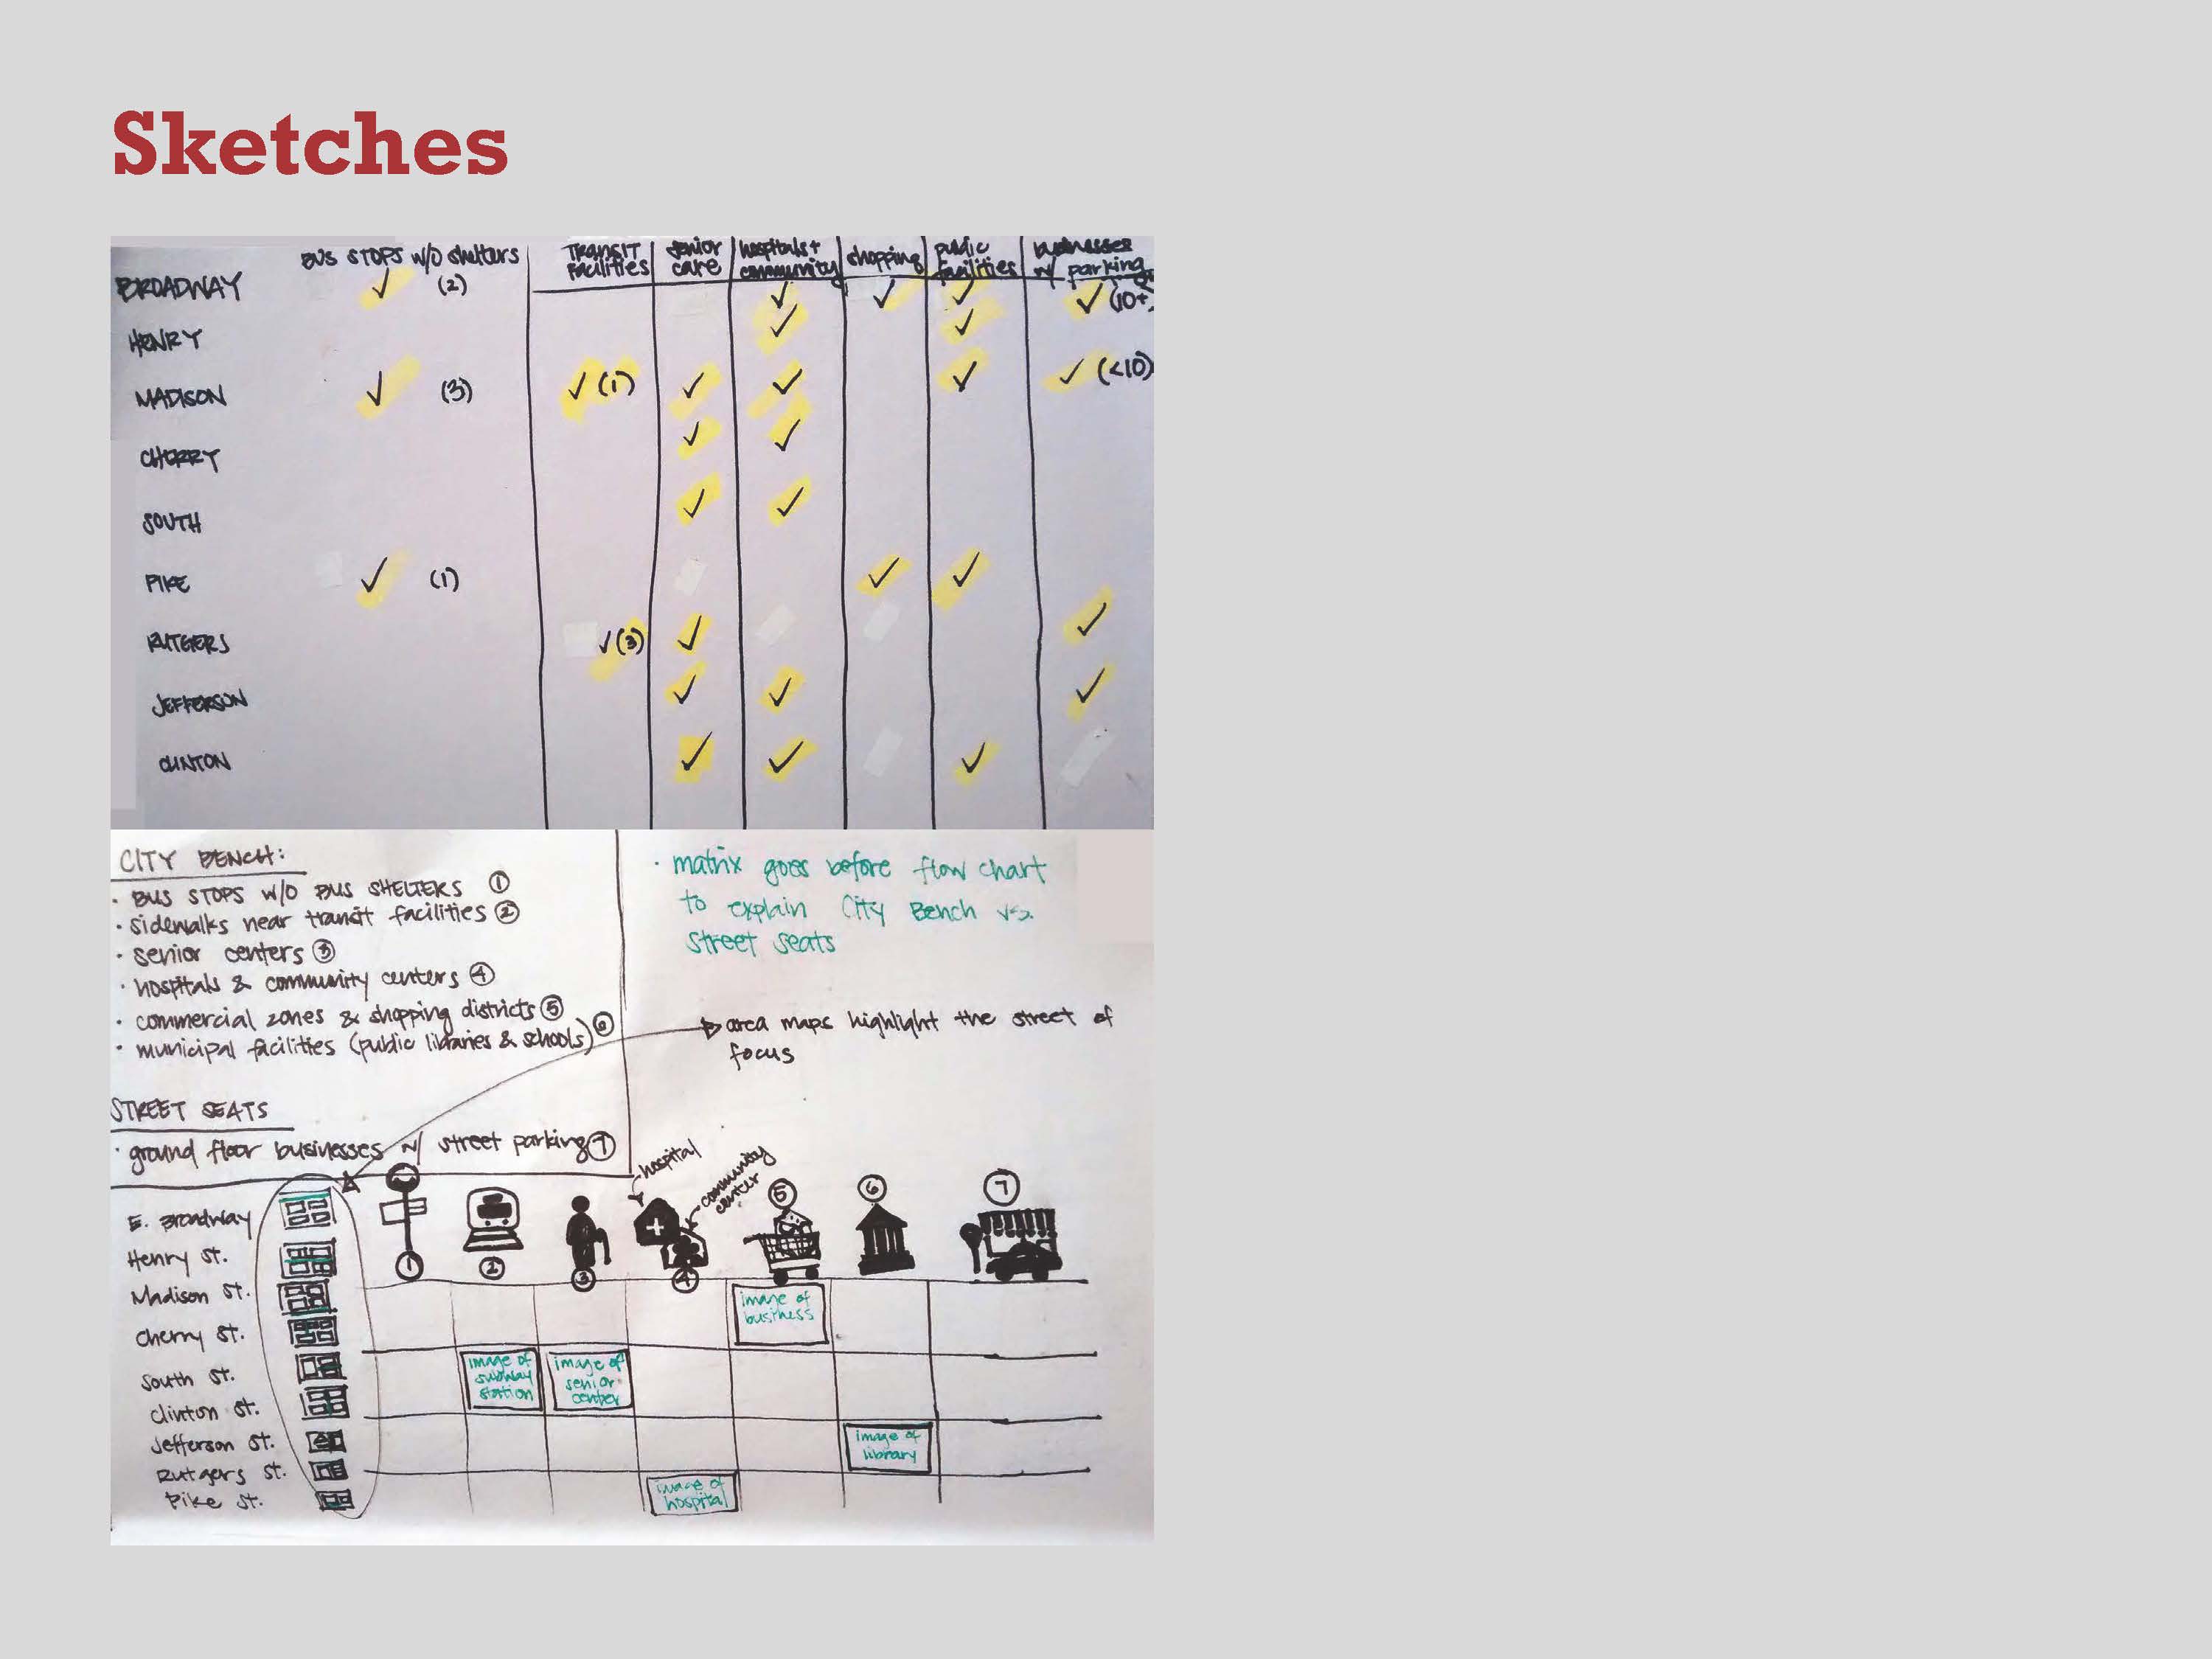 Sketches
BUS STOPS w/o shelters TRANSIT FACILITIES senior care hospitals + community shopping public facilities businesses w/ parking
BROADWAY ✓ (2) ✓ ✓ ✓ ✓ (10+)
HENRY ✓ ✓
MADISON ✓ (3) ✓ (1) ✓ ✓ ✓ ✓ (<10)
CHERRY ✓ ✓
SOUTH ✓ ✓
PIKE ✓ (1) ✓ ✓
RUTGERS ✓ (3) ✓ ✓
JEFFERSON ✓ ✓ ✓
CLINTON ✓ ✓ ✓
CITY BENCH:
· BUS STOPS W/O BUS SHELTERS ①
· sidewalks near transit facilities ②
· senior centers ③
· hospitals & community centers ④
· commercial zones & shopping districts ⑤
· municipal facilities (public libraries & schools) ⑥
· matrix goes before flow chart
to explain City Bench vs.
street seats
area maps highlight the street of
focus
STREET SEATS
· ground floor businesses w/ street parking ⑦
hospital
community
center
① ② ③ ④ ⑤ ⑥ ⑦
E. Broadway
Henry St.
Madison St.
Cherry St.
South St.
Clinton St.
Jefferson St.
Rutgers St.
Pike St.
image of
business
image of
subway
station
image of
senior
center
image of
library
image of
hospital